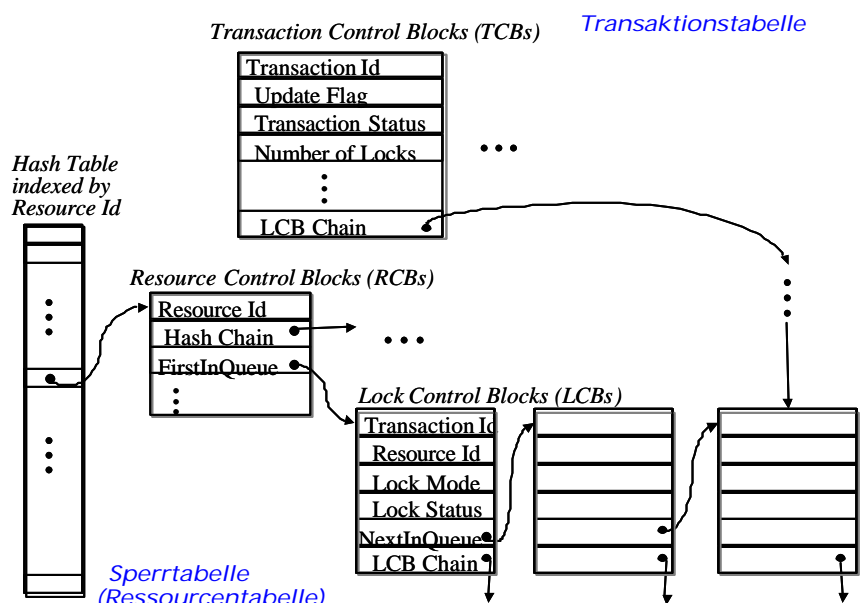 Transaction Control Blocks (TCBs)
Transaktionstabelle
Transaction Id
Update Flag
Transaction Status
Number of Locks
LCB Chain
Hash Table
indexed by
Resource Id
Resource Control Blocks (RCBs)
Resource Id
Hash Chain
FirstInQueue
Lock Control Blocks (LCBs)
Transaction Id
Resource Id
Lock Mode
Lock Status
NextInQueue
LCB Chain
Sperrtabelle
(Ressourcentabelle)